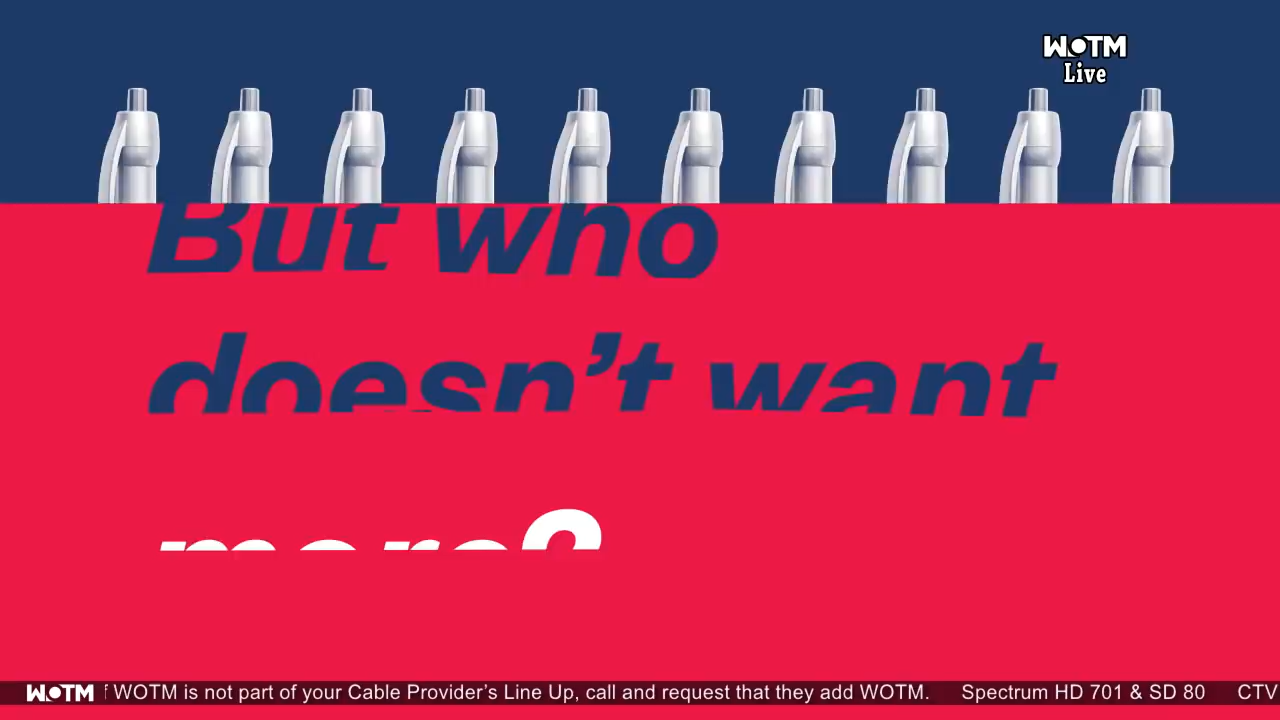 WOTM
Live
But who
doesn’t want
more?
WOTM f WOTM is not part of your Cable Provider’s Line Up, call and request that they add WOTM. Spectrum HD 701 & SD 80 CTV